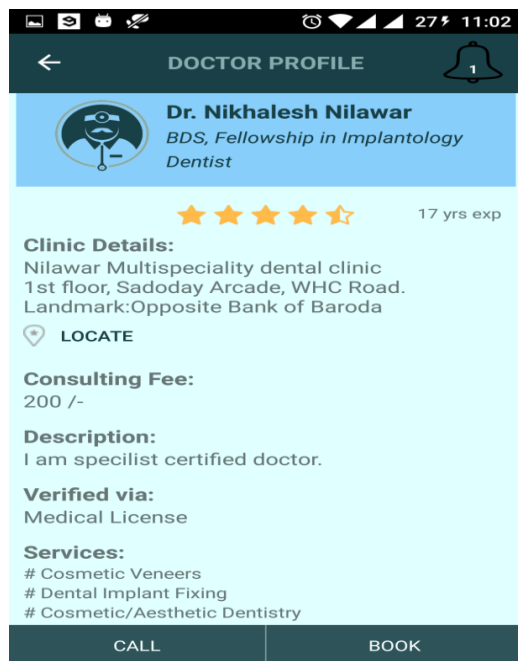 27 11:02
DOCTOR PROFILE
1
Dr. Nikhalesh Nilawar
BDS, Fellowship in Implantology
Dentist
17 yrs exp
Clinic Details:
Nilawar Multispeciality dental clinic
1st floor, Sadoday Arcade, WHC Road.
Landmark:Opposite Bank of Baroda
LOCATE
Consulting Fee:
200 /-
Description:
I am specilist certified doctor.
Verified via:
Medical License
Services:
# Cosmetic Veneers
# Dental Implant Fixing
# Cosmetic/Aesthetic Dentistry
CALL BOOK